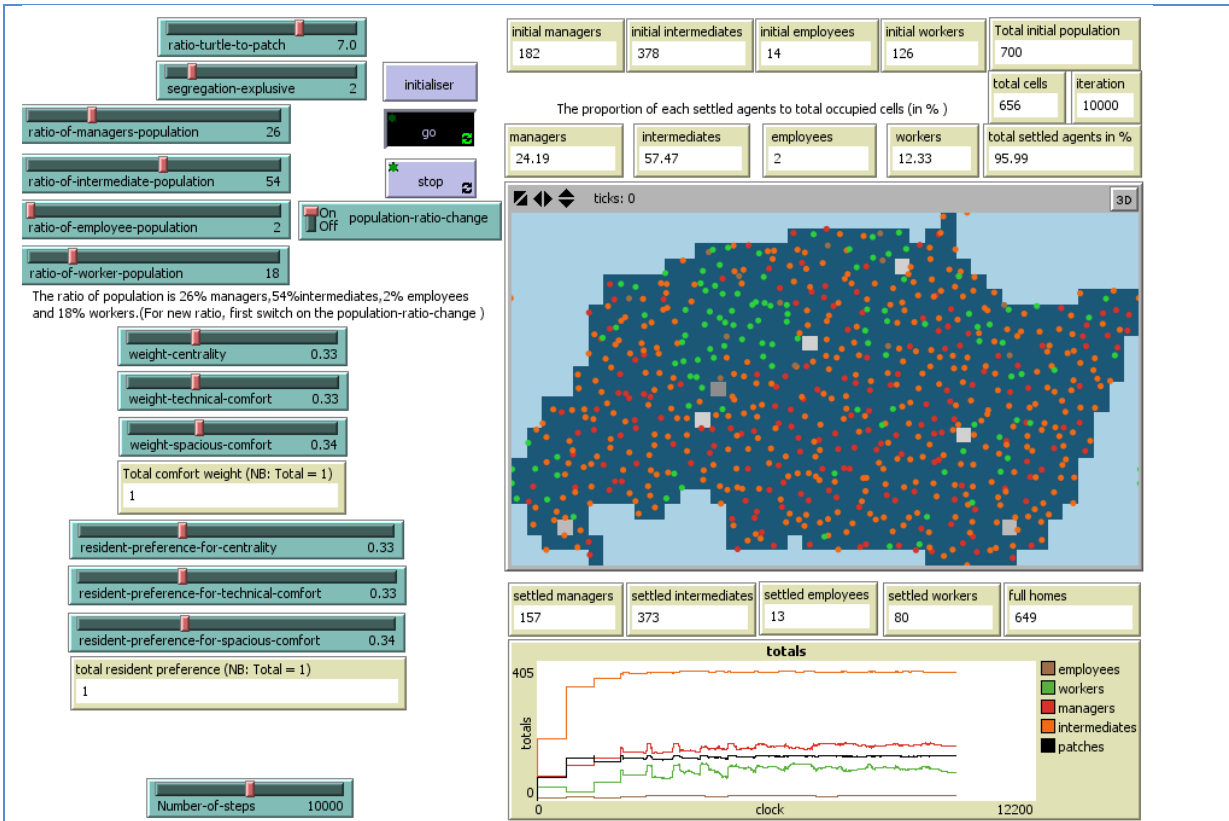 ratio-turtle-to-patch 7.0
segregation-explusive 2
ratio-of-managers-population 26
ratio-of-intermediate-population 54
ratio-of-employee-population 2
ratio-of-worker-population 18
initialiser
go
stop
On
Off
population-ratio-change
The ratio of population is 26% managers,54%intermediates,2% employees
and 18% workers.(For new ratio, first switch on the population-ratio-change )
weight-centrality 0.33
weight-technical-comfort 0.33
weight-spacious-comfort 0.34
Total comfort weight (NB: Total = 1)
1
resident-preference-for-centrality 0.33
resident-preference-for-technical-comfort 0.33
resident-preference-for-spacious-comfort 0.34
total resident preference (NB: Total = 1)
1
Number-of-steps 10000
initial managers
182
initial intermediates
378
initial employees
14
initial workers
126
Total initial population
700
total cells
656
iteration
10000
The proportion of each settled agents to total occupied cells (in % )
managers
24.19
intermediates
57.47
employees
2
workers
12.33
total settled agents in %
95.99
ticks: 0
3D
settled managers
157
settled intermediates
373
settled employees
13
settled workers
80
full homes
649
totals
405
totals
0
0
clock
12200
employees
workers
managers
intermediates
patches